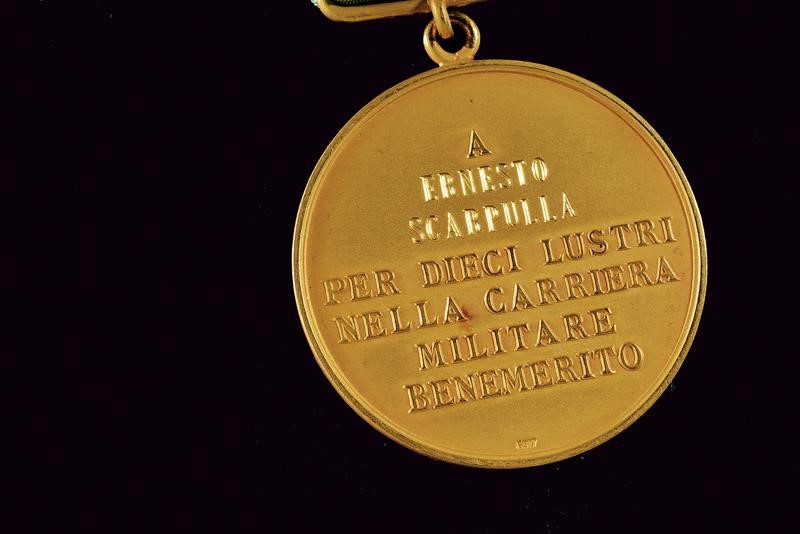 A
ERNESTO
SCARPULLA
PER DIECI LUSTRI
NELLA CARRIERA
MILITARE
BENEMERITO